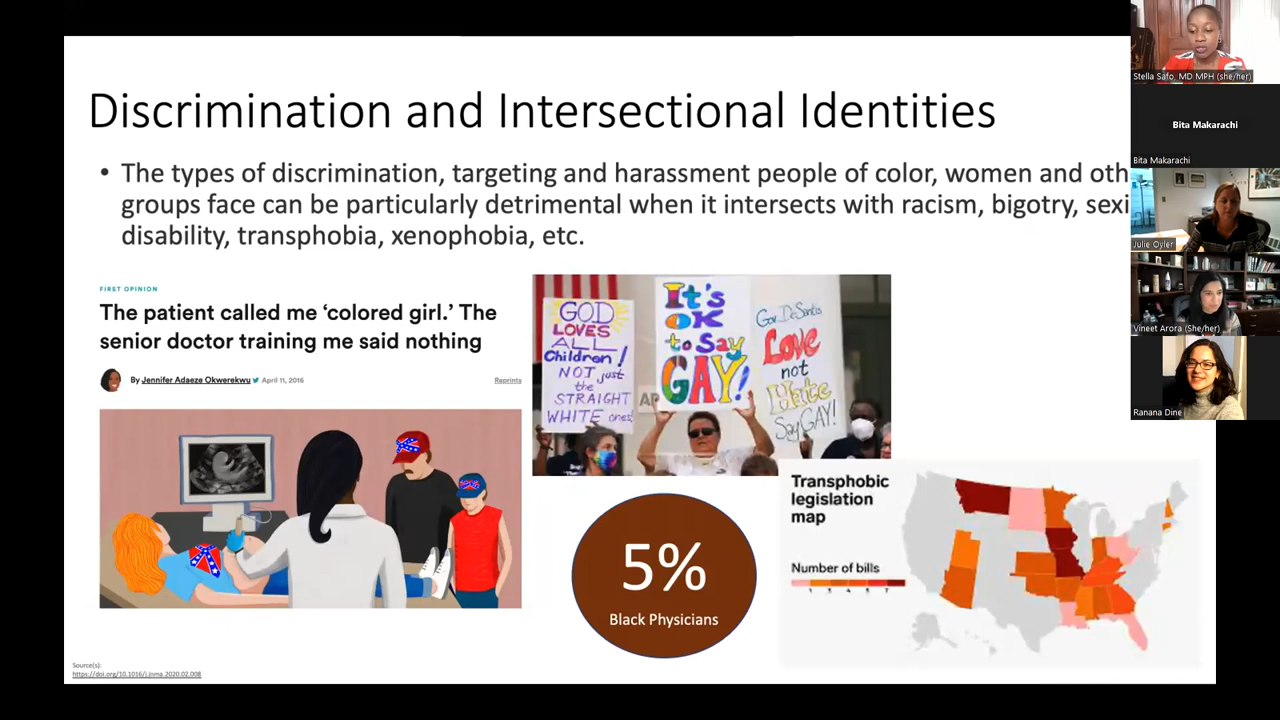 Discrimination and Intersectional Identities
• The types of discrimination, targeting and harassment people of color, women and oth
groups face can be particularly detrimental when it intersects with racism, bigotry, sexi
disability, transphobia, xenophobia, etc.
FIRST OPINION
The patient called me ‘colored girl.’ The
senior doctor training me said nothing
By Jennifer Adaeze Okwerekwu April 11, 2016
Reprints
GOD
LOVES
ALL
Children!
NOT just
the
STRAIGHT
WHITE ones!
It's
OK
to Say
GAY!
Gov. DeSantis
Love
not
Hate
Say GAY!
AP
5%
Black Physicians
Transphobic
legislation
map
Number of bills
1 3 4 5 7
Source(s):
https://doi.org/10.1016/j.jnma.2020.02.008
Stella Safo, MD MPH (she/her)
Bita Makarachi
Bita Makarachi
Julie Oyler
Vineet Arora (She/her)
Ranana Dine